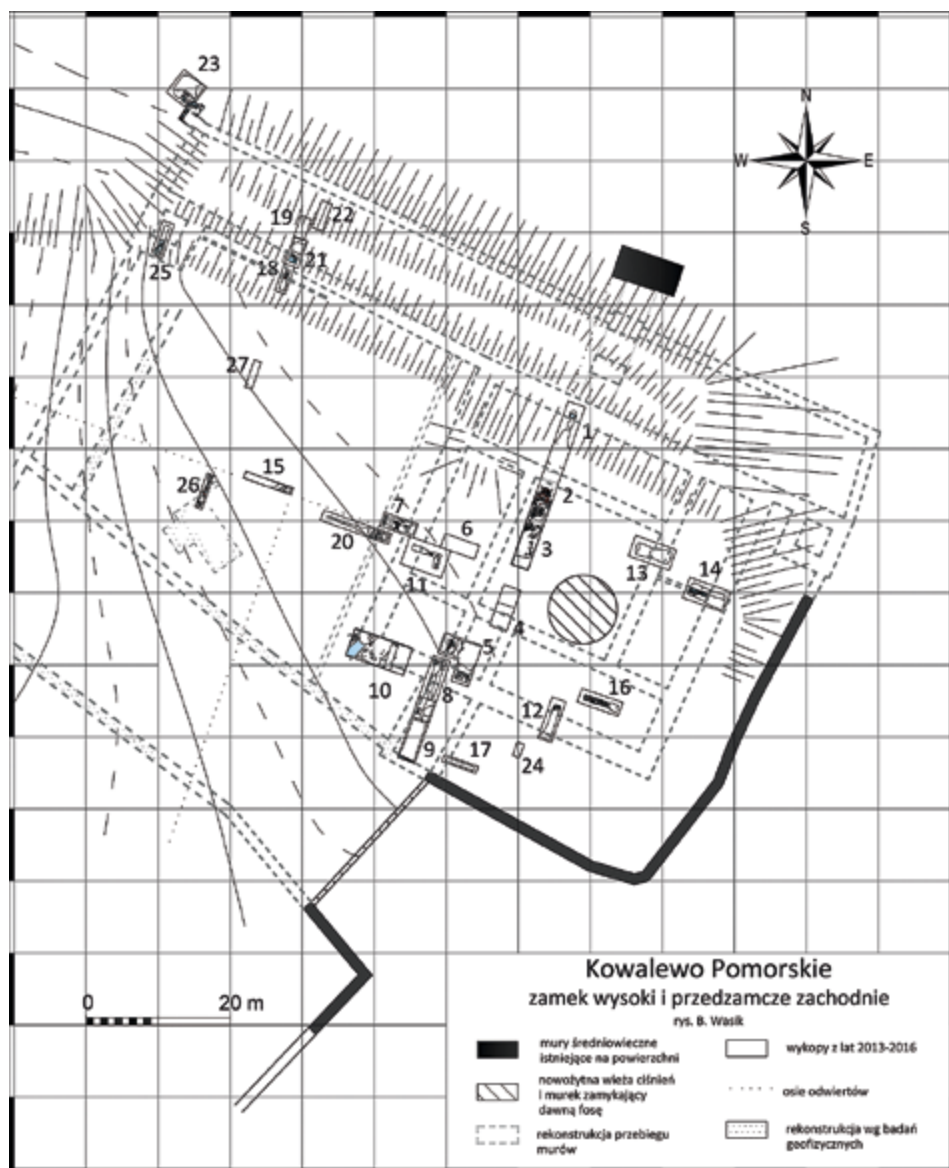 23
N
W
E
S
22
19
21
18
25
27
1
2
15
26
7
6
3
20
13
11
14
4
5
10
8
16
12
9
17
24
Kowalewo Pomorskie
zamek wysoki i przedzamcze zachodnie
rys. B. Wasik
0 20 m
mury średniowieczne
istniejące na powierzchni
wykopy z lat 2013-2016
nowożytna wieża ciśnień
i murek zamykający
dawną fosę
osie odwiertów
rekonstrukcja przebiegu
murów
rekonstrukcja wg badań
geofizycznych